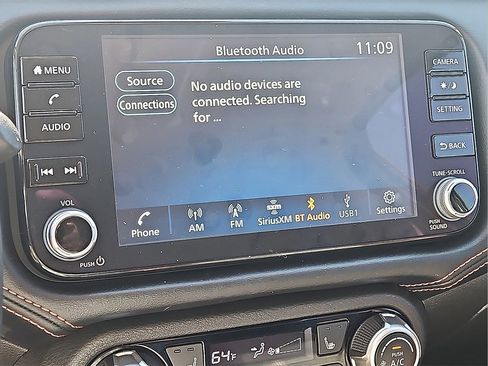 Bluetooth Audio 11:09
MENU
Source
No audio devices are
connected. Searching
for ...
Connections
AUDIO
CAMERA
SETTING
BACK
TUNE·SCROLL
VOL
Phone
AM
FM
SiriusXM
BT Audio
USB1
Settings
PUSH
SOUND
PUSH
64°F
PUSH
A/C